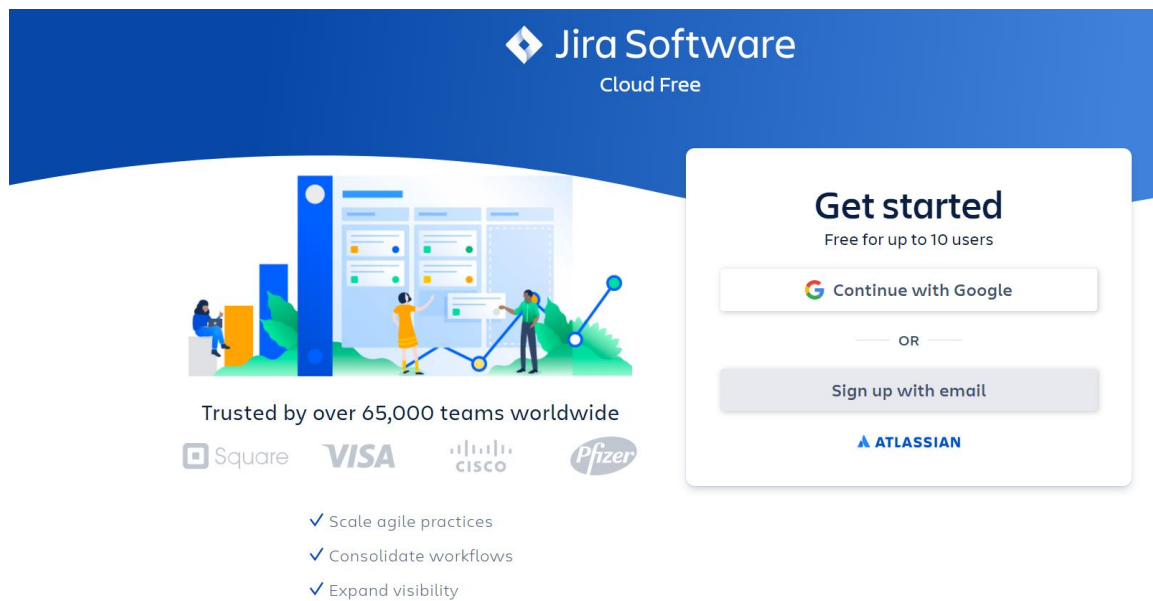 Jira Software
Cloud Free
Get started
Free for up to 10 users
Continue with Google
OR
Sign up with email
ATLASSIAN
Trusted by over 65,000 teams worldwide
Square VISA CISCO Pfizer
Scale agile practices
Consolidate workflows
Expand visibility